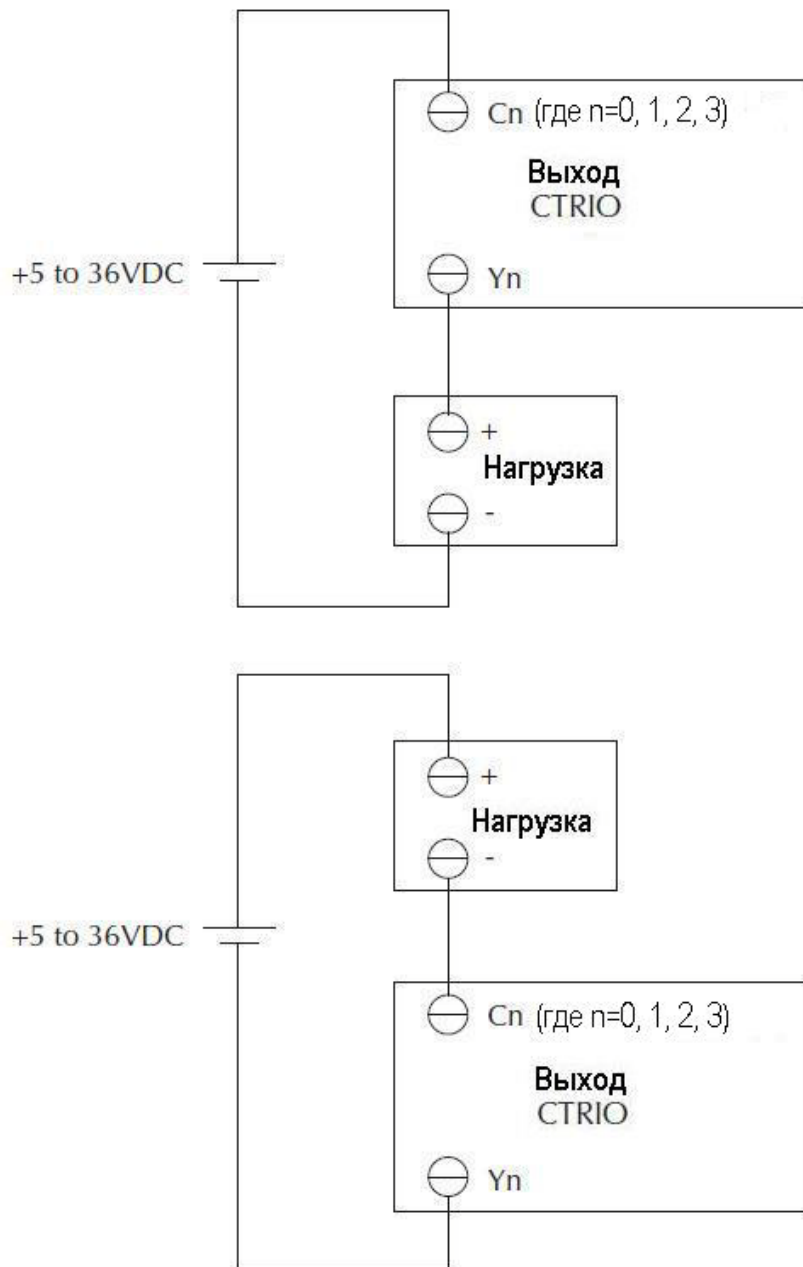 Cn (где n=0, 1, 2, 3)
Выход
CTRIO
+5 to 36VDC
Yn
+
Нагрузка
-
+
Нагрузка
-
+5 to 36VDC
Cn (где n=0, 1, 2, 3)
Выход
CTRIO
Yn